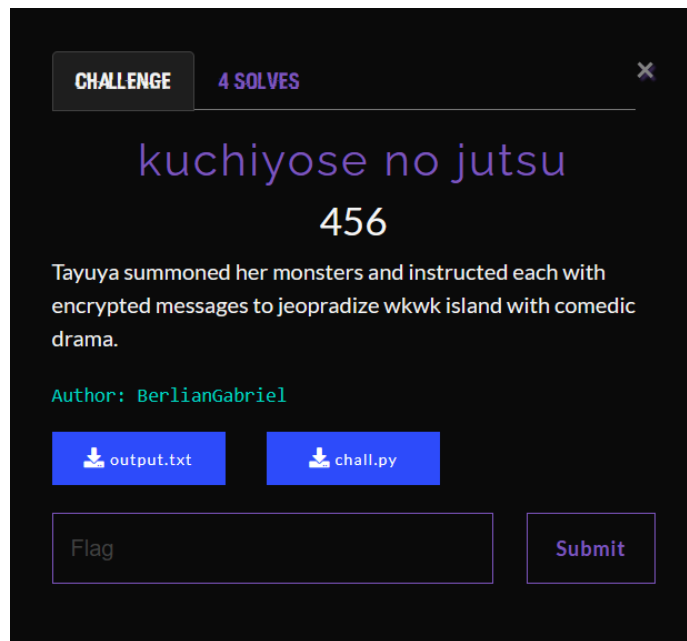 CHALLENGE 4 SOLVES ×
kuchiyose no jutsu
456
Tayuya summoned her monsters and instructed each with
encrypted messages to jeopradize wkwk island with comedic
drama.
Author: BerlianGabriel
output.txt chall.py
Flag Submit